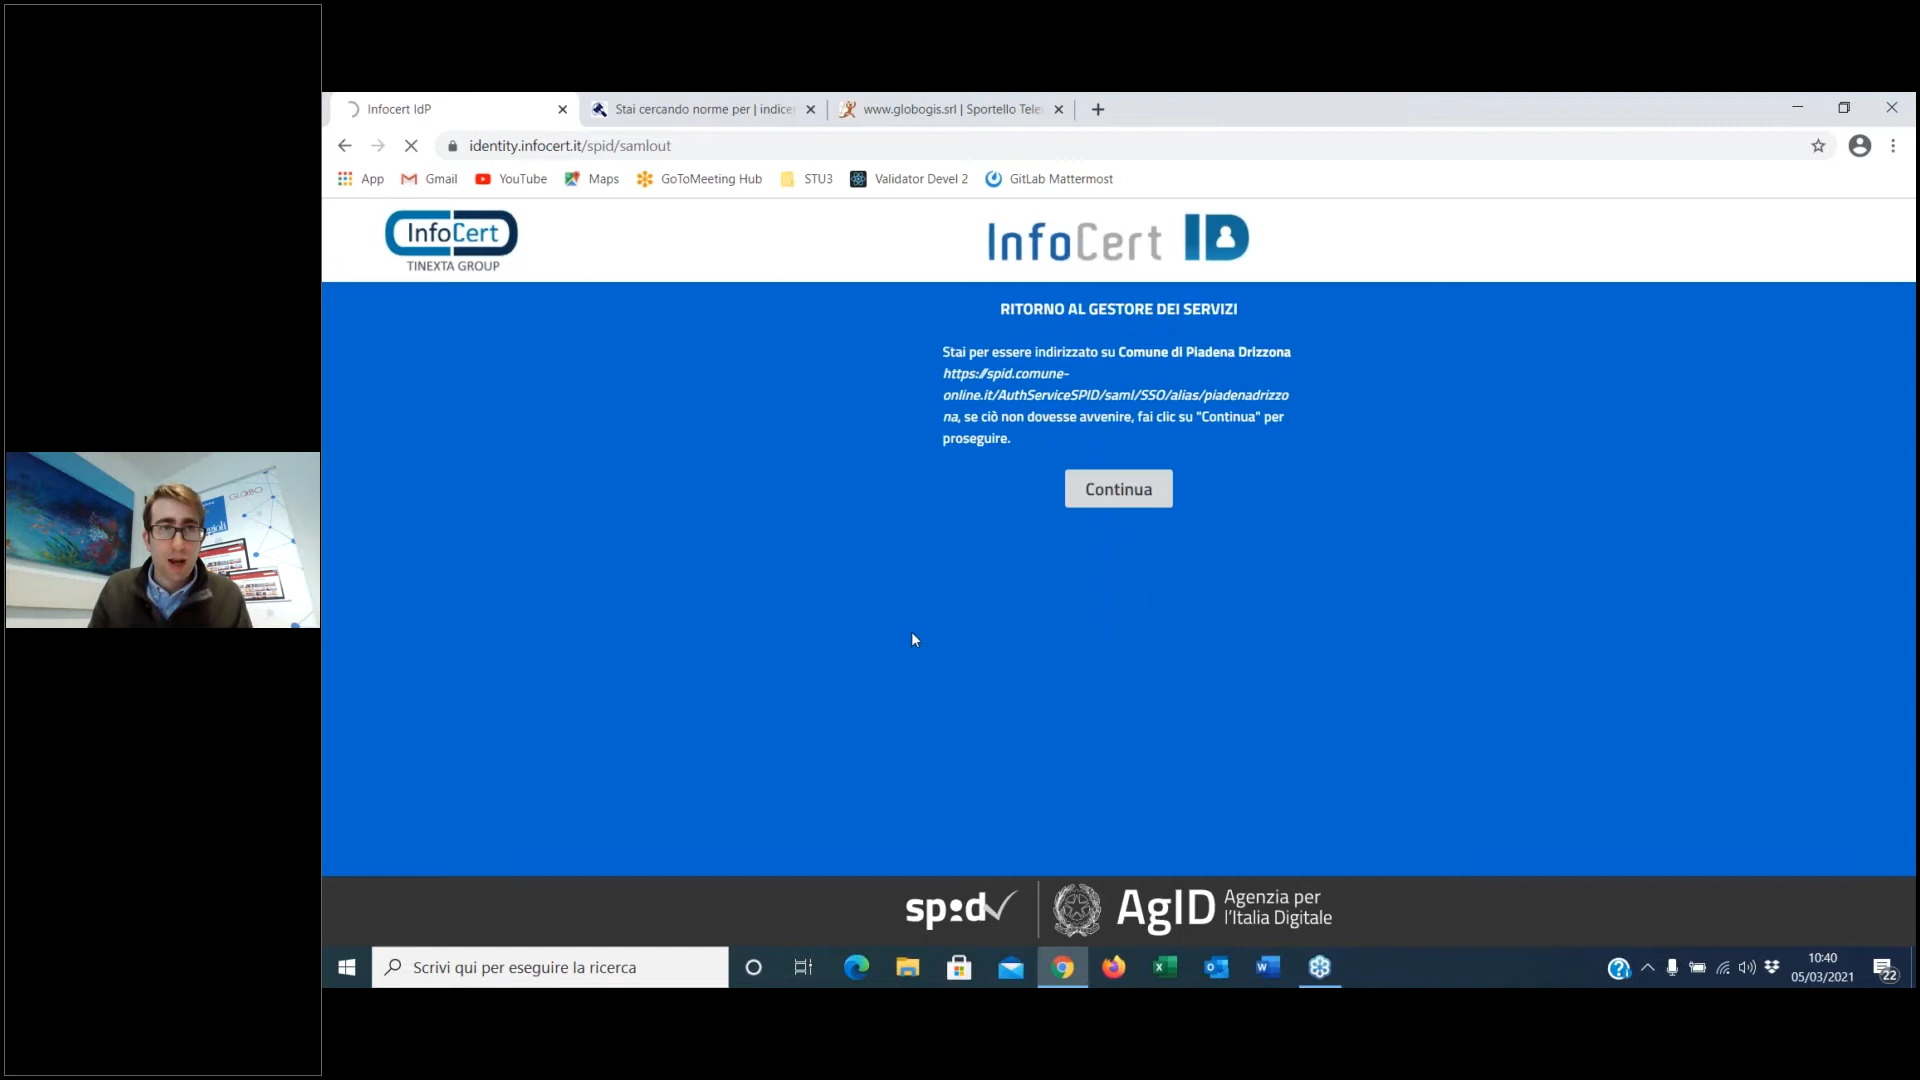 Infocert IdP
Stai cercando norme per | indicer
www.globogis.srl | Sportello Tele
identity.infocert.it/spid/samlout
App
Gmail
YouTube
Maps
GoToMeeting Hub
STU3
Validator Devel 2
GitLab Mattermost
InfoCert
TINEXTA GROUP
InfoCert ID
RITORNO AL GESTORE DEI SERVIZI
Stai per essere indirizzato su Comune di Piadena Drizzona
https://spid.comune-
online.it/AuthServiceSPID/saml/SSO/alias/piadenadrizzo
na, se ciò non dovesse avvenire, fai clic su "Continua" per
proseguire.
Continua
GLOBO
spid
AgID
Agenzia per
l'Italia Digitale
Scrivi qui per eseguire la ricerca
10:40
05/03/2021
22